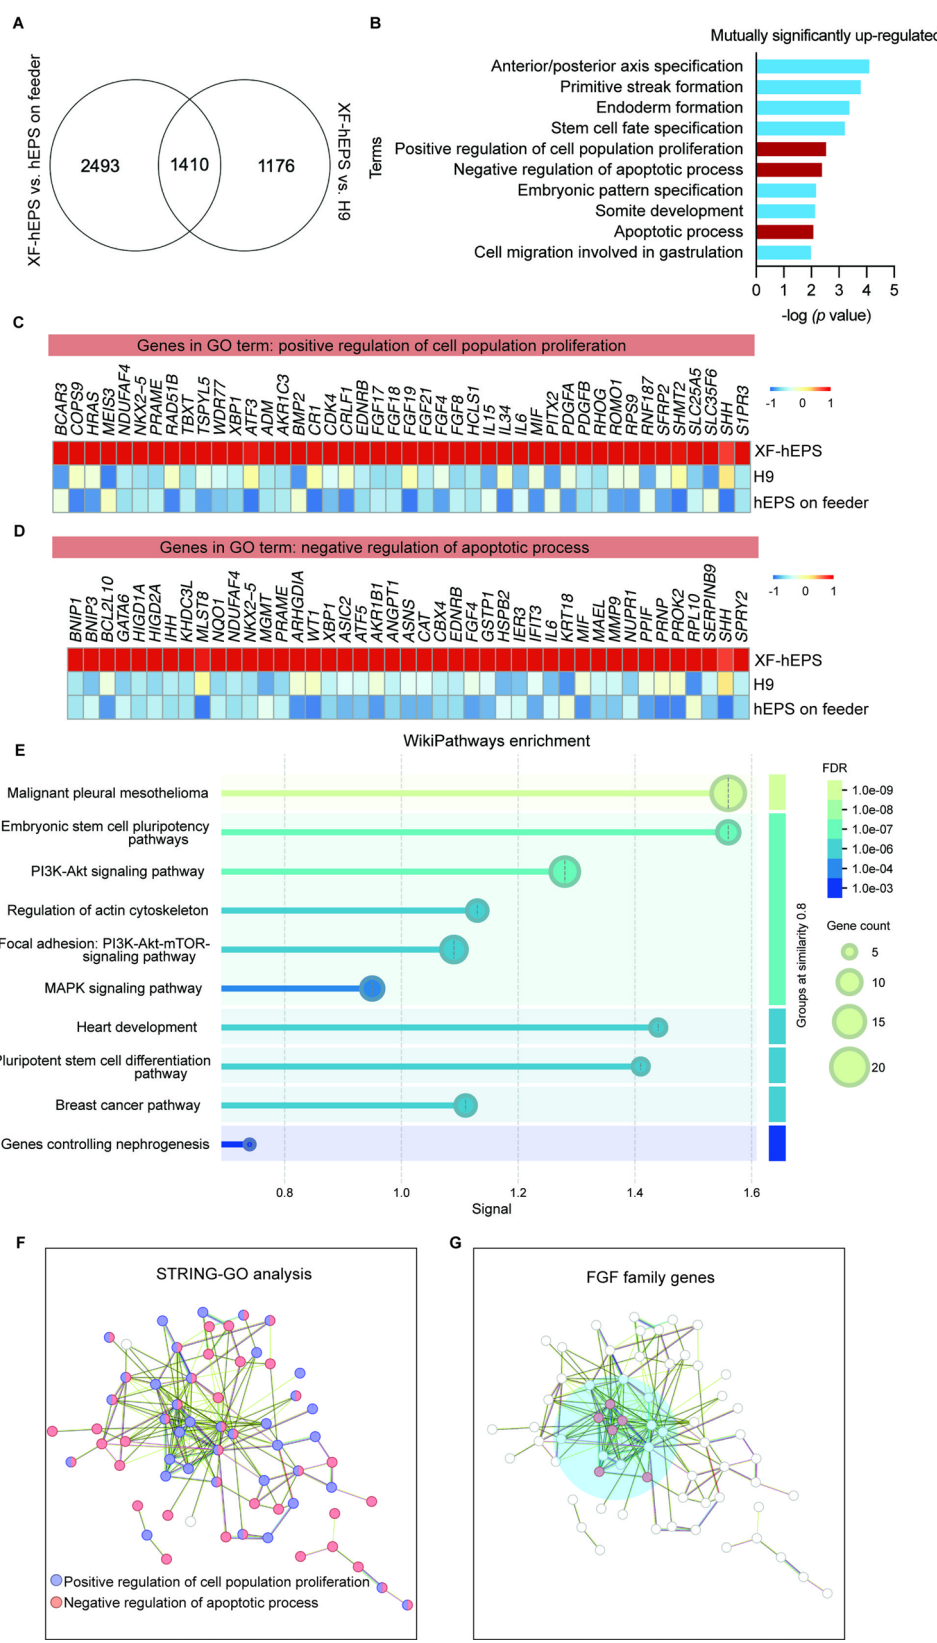 A
XF-hEPS vs. hEPS on feeder
2493
1410
1176
XF-hEPS vs. H9
B
Mutually significantly up-regulated
Terms
Anterior/posterior axis specification
Primitive streak formation
Endoderm formation
Stem cell fate specification
Positive regulation of cell population proliferation
Negative regulation of apoptotic process
Embryonic pattern specification
Somite development
Apoptotic process
Cell migration involved in gastrulation
0 1 2 3 4 5
-log (p value)
C
Genes in GO term: positive regulation of cell population proliferation
BCAR3 COPS9 HRAS MEIS3 NDUFAF4 NKX2-5 PRAME RAD51B TBXT TSPYL5 WDR77 XBP1 ATF3 ADM AKR1C3 BMP2 CR1 CDK4 CRLF1 EDNRB FGF17 FGF18 FGF19 FGF21 FGF4 FGF8 HCLS1 IL15 IL34 IL6 MIF PITX2 PDGFA PDGFB RHOG ROMO1 RPS9 RNF187 SFRP2 SHMT2 SLC25A5 SLC35F6 SHH S1PR3
-1 0 1
XF-hEPS
H9
hEPS on feeder
D
Genes in GO term: negative regulation of apoptotic process
BNIP1 BNIP3 BCL2L10 GATA6 HIGD1A HIGD2A IHH KHDC3L MLST8 NQO1 NDUFAF4 NKX2-5 MGMT PRAME ARHGDIA WT1 XBP1 ASIC2 ATF5 AKR1B1 ANGPT1 ASNS CAT CBX4 EDNRB FGF4 GSTP1 HSPB2 IER3 IFIT3 IL6 KRT18 MIF MAEL MMP9 NUPR1 PPIF PRNP PROK2 RPL10 SERPINB9 SHH SPRY2
-1 0 1
XF-hEPS
H9
hEPS on feeder
E
WikiPathways enrichment
Malignant pleural mesothelioma
Embryonic stem cell pluripotency
pathways
PI3K-Akt signaling pathway
Regulation of actin cytoskeleton
Focal adhesion: PI3K-Akt-mTOR-
signaling pathway
MAPK signaling pathway
Heart development
Pluripotent stem cell differentiation
pathway
Breast cancer pathway
Genes controlling nephrogenesis
0.8 1.0 1.2 1.4 1.6
Signal
Groups at similarity 0.8
FDR
1.0e-09
1.0e-08
1.0e-07
1.0e-06
1.0e-04
1.0e-03
Gene count
5
10
15
20
F
STRING-GO analysis
Positive regulation of cell population proliferation
Negative regulation of apoptotic process
G
FGF family genes